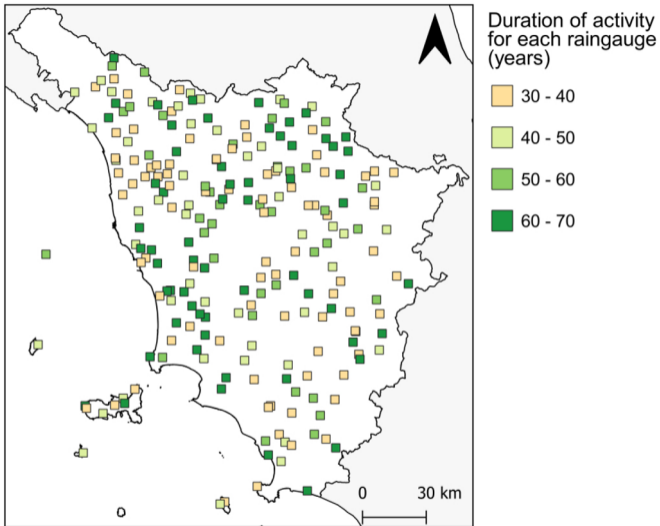 Duration of activity
for each raingauge
(years)
30 - 40
40 - 50
50 - 60
60 - 70
0 30 km